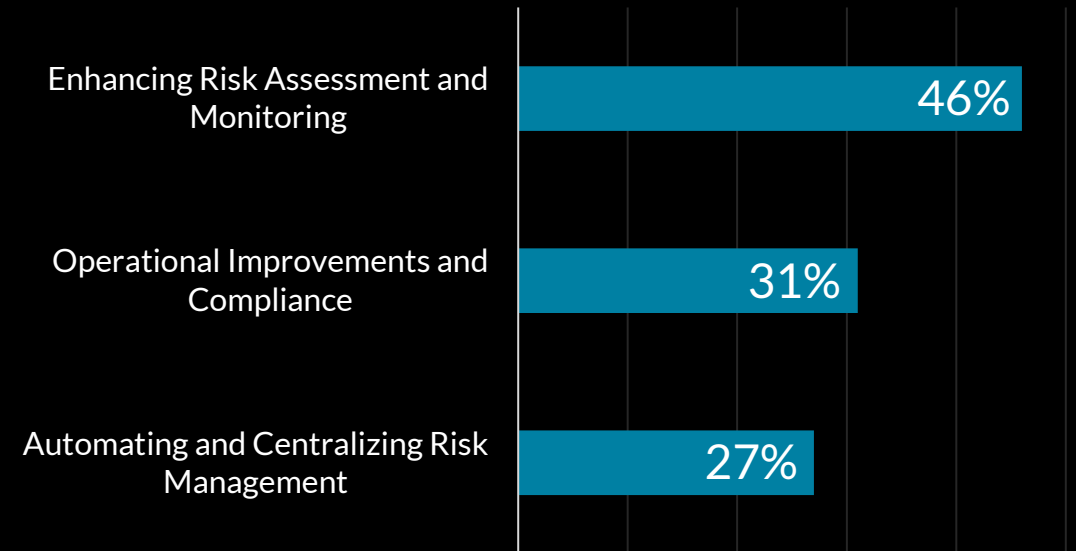 Enhancing Risk Assessment and
Monitoring
46%
Operational Improvements and
Compliance
31%
Automating and Centralizing Risk
Management
27%